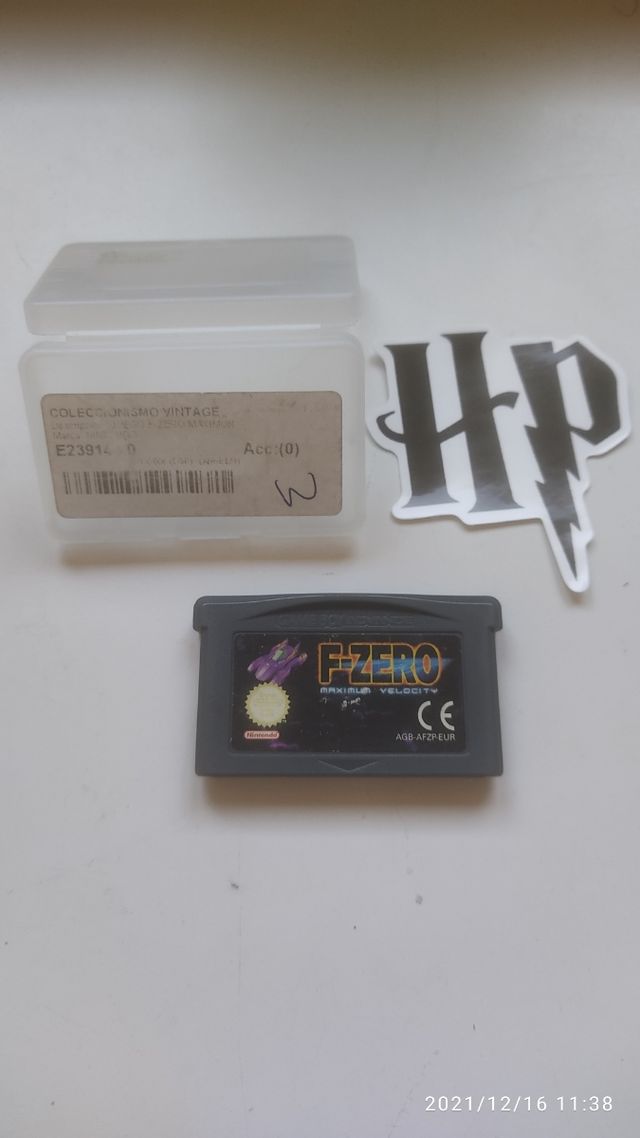 COLECCIONISMO VINTAGE
E23914 0
Acc:(0)
HP
GAME BOY ADVANCE
F-ZERO
MAXIMUM VELOCITY
CE
Nintendo
AGB-AFZP-EUR
2021/12/16 11:38